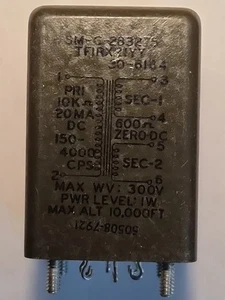 SM-C-283275
TF1RX21YY
SO-6164
1 3
PRI SEC-1
10K Ω
20MA 4
DC 600 Ω
150- ZERO DC
4000 5
CPS SEC-2
2 6
MAX WV: 300V
PWR LEVEL: 1W
MAX ALT 10,000FT
50508-7921